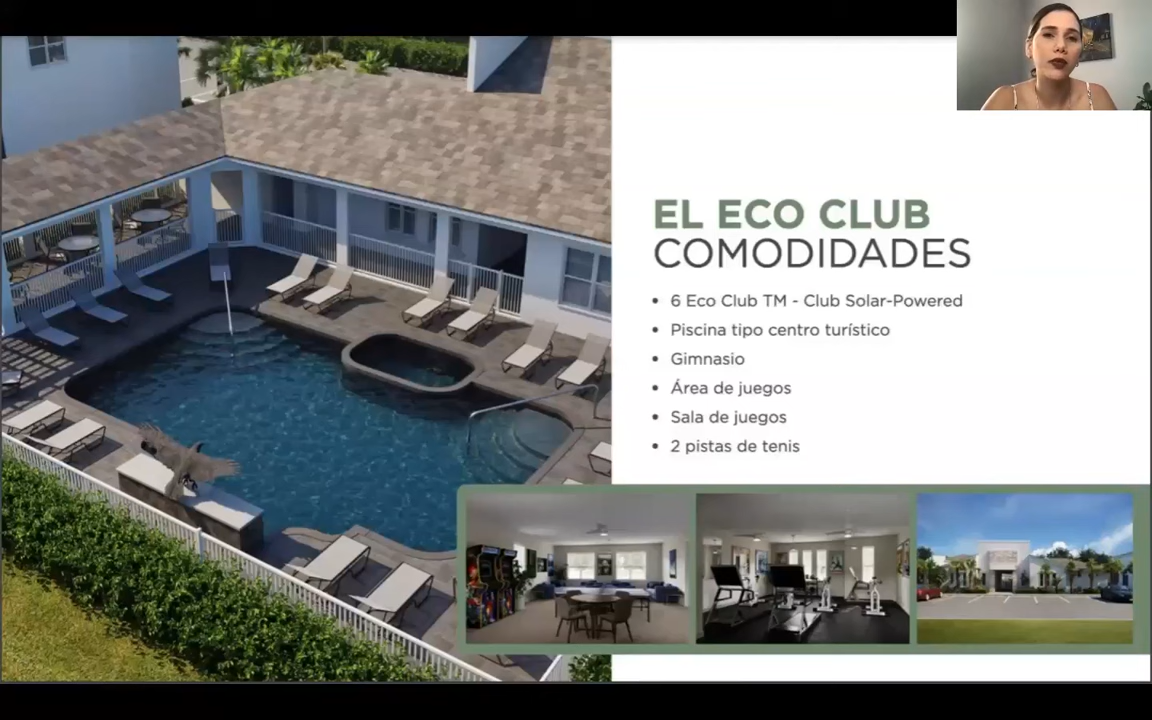 EL ECO CLUB
COMODIDADES
• 6 Eco Club TM - Club Solar-Powered
• Piscina tipo centro turístico
• Gimnasio
• Área de juegos
• Sala de juegos
• 2 pistas de tenis